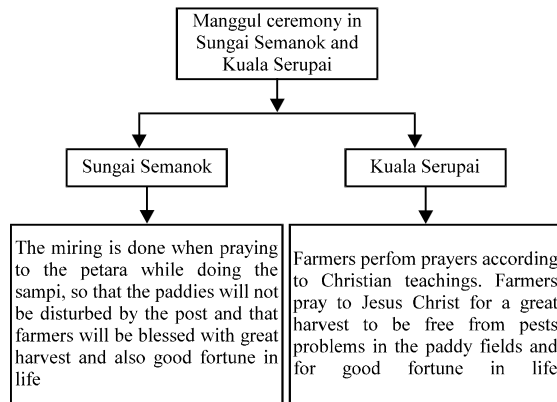 Manggul ceremony in
Sungai Semanok and
Kuala Serupai
Sungai Semanok
Kuala Serupai
The miring is done when praying
to the petara while doing the
sampi, so that the paddies will not
be disturbed by the post and that
farmers will be blessed with great
harvest and also good fortune in
life
Farmers perfom prayers according
to Christian teachings. Farmers
pray to Jesus Christ for a great
harvest to be free from pests
problems in the paddy fields and
for good fortune in life